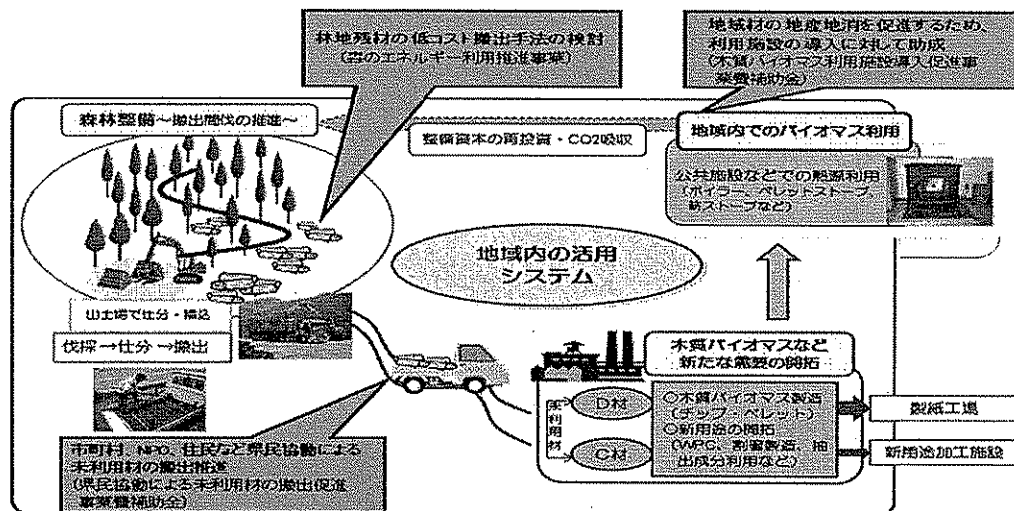 林地残材の低コスト搬出手法の検討
(森のエネルギー利用推進事業)
地域材の地産地消を促進するため、
利用施設の導入に対して助成
(木質バイオマス利用施設導入促進事
業費補助金)
森林整備~搬出間伐の推進~
整備資本の再投資・CO2吸収
地域内でのバイオマス利用
公共施設などでの熱源利用
(ボイラー、ペレットストーブ
薪ストーブなど)
地域内の活用
システム
山土場で仕分・積込
伐採→仕分→搬出
木質バイオマスなど
新たな需要の開拓
未利用材
D材
C材
○木質バイオマス製造
(チップ・ペレット)
○新用途の開拓
(WPC、割箸製造、抽
出成分利用など)
製紙工場
新用途加工施設
市町村、NPO、住民など県民協働による
未利用材の搬出推進
(県民協働による未利用材の搬出促進
事業費補助金)